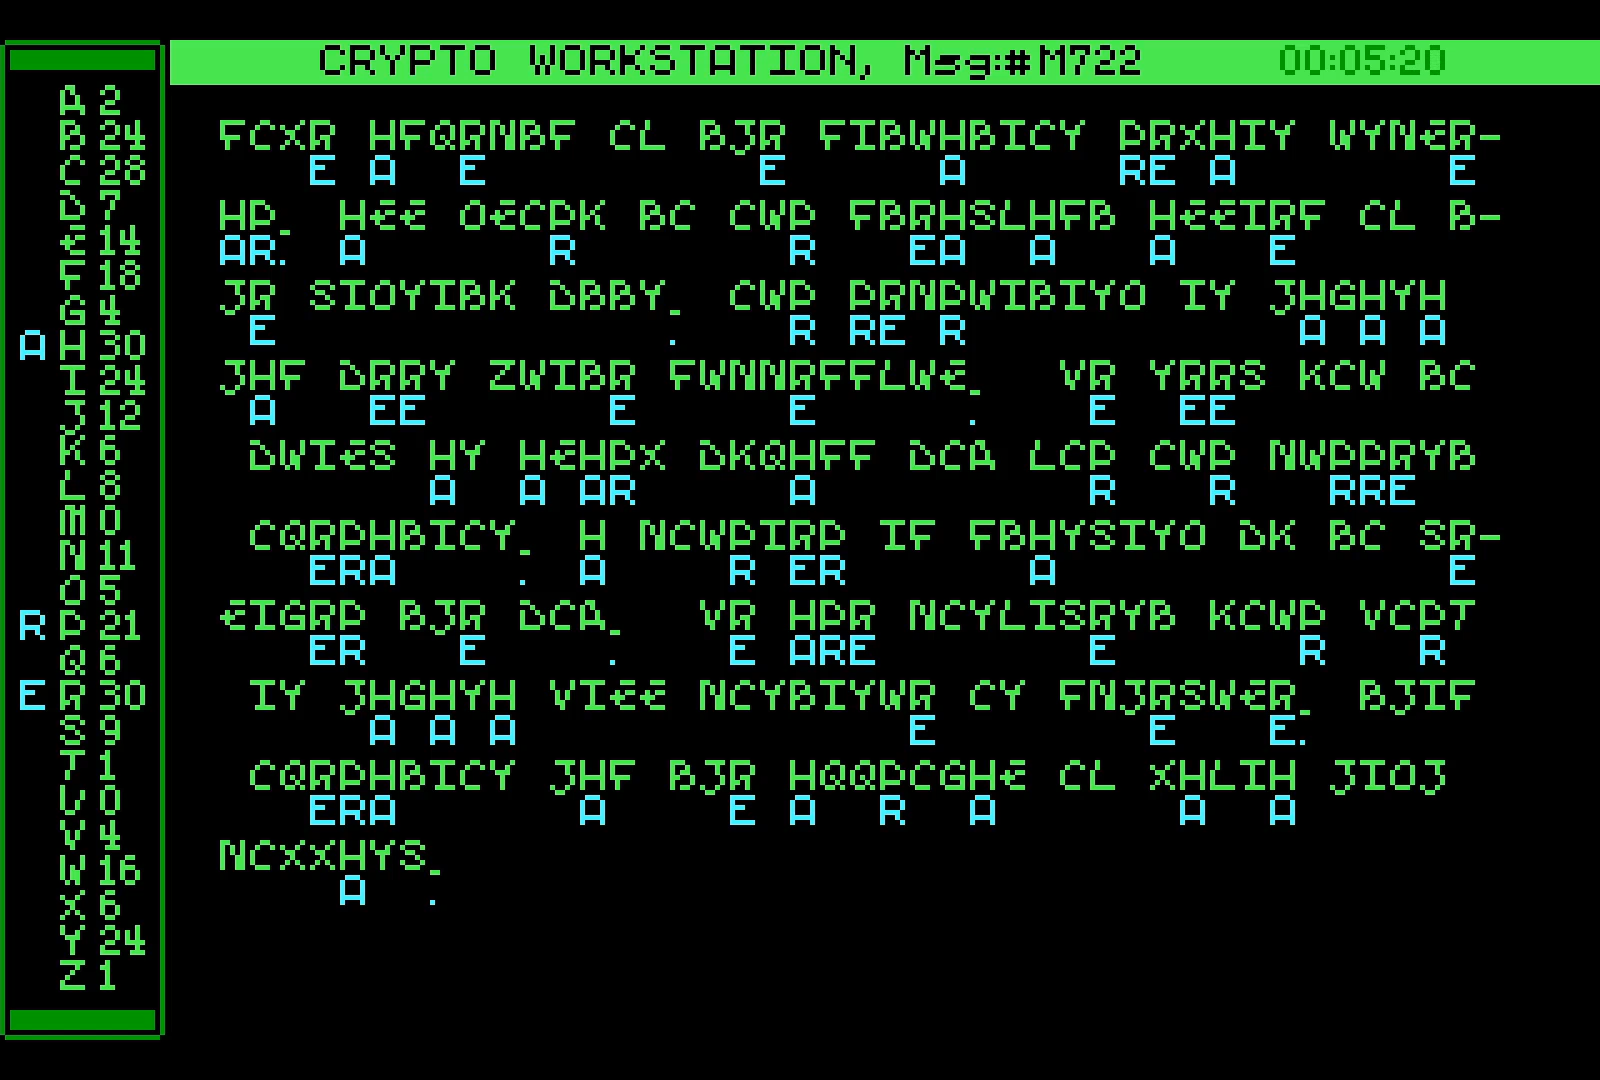 CRYPTO WORKSTATION, Msg:#M722 00:05:20
A 2
B 24
C 28
D 7
E 14
F 18
G 4
A H 30
I 24
J 12
K 6
L 8
M 0
N 11
O 5
R P 21
Q 6
E R 30
S 9
T 1
U 0
V 4
W 16
X 6
Y 24
Z 1
FCXR HFQRNBF CL BJR FIBWHBICY PRXHIY WYNER-
E A E E A RE A E
HP. HEE OECPK BC CWP FBRHSLHFB HEEIRF CL B-
AR. A R R EA A A E
JR SIOYIBK DBBY. CWP PRNPWIBIYO IY JHGHYH
E . R RE R A A A
JHF DRRY ZWIBR FWNNRFFLWE. VR YRRS KCW BC
A EE E E . E EE
DWIES HY HEHPX DKQHFF DCA LCP CWP NWPPRYB
A A AR A R R RRE
CQRPHBICY. H NCWPIRP IF FBHYSIYO DK BC SR-
ERA . A R ER A E
EIGRP BJR DCA. VR HPR NCYLISRYB KCWP VCPT
ER E . E ARE E R R
IY JHGHYH VIEE NCYBIYWR CY FNJRSWER. BJIF
A A A E E E.
CQRPHBICY JHF BJR HQQPCGHE CL XHLIH JIOJ
ERA A E A R A A A
NCXXHYS.
A .